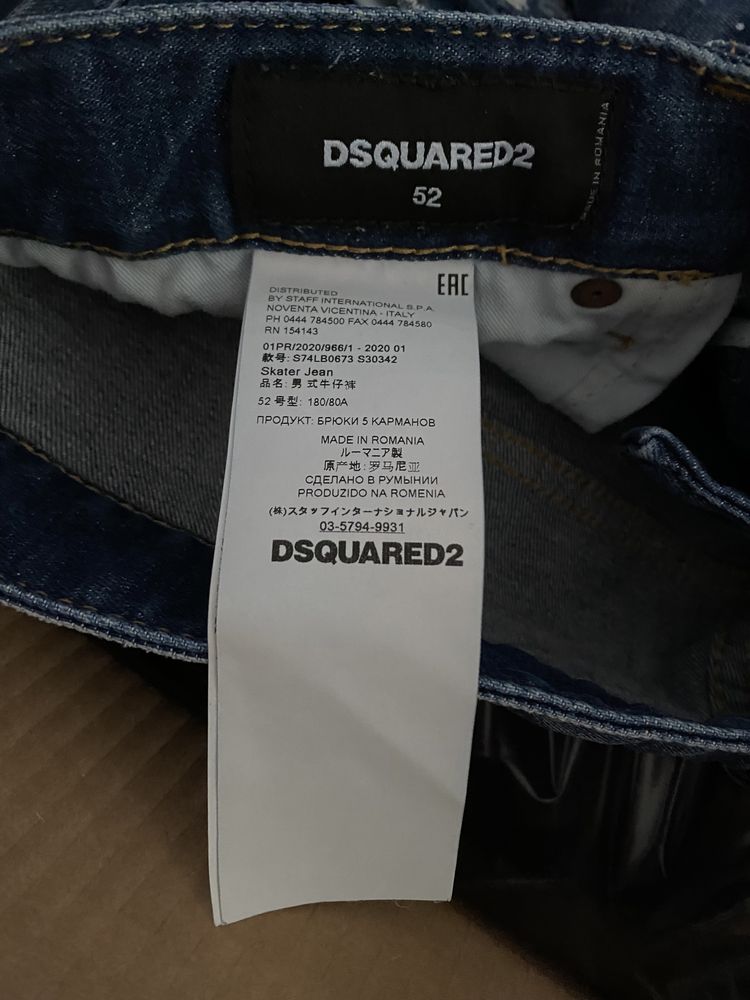 DSQUARED2
52
MADE IN ROMANIA
EAC
DISTRIBUTED
BY STAFF INTERNATIONAL S.P.A.
NOVENTA VICENTINA - ITALY
PH 0444 784500 FAX 0444 784580
RN 154143
01PR/2020/966/1 - 2020 01
款号: S74LB0673 S30342
Skater Jean
品名: 男式牛仔裤
52 号型: 180/80A
ПРОДУКТ: БРЮКИ 5 КАРМАНОВ
MADE IN ROMANIA
ルーマニア製
原产地: 罗马尼亚
СДЕЛАНО В РУМЫНИИ
PRODUZIDO NA ROMENIA
(株)スタッフインターナショナルジャパン
03-5794-9931
DSQUARED2